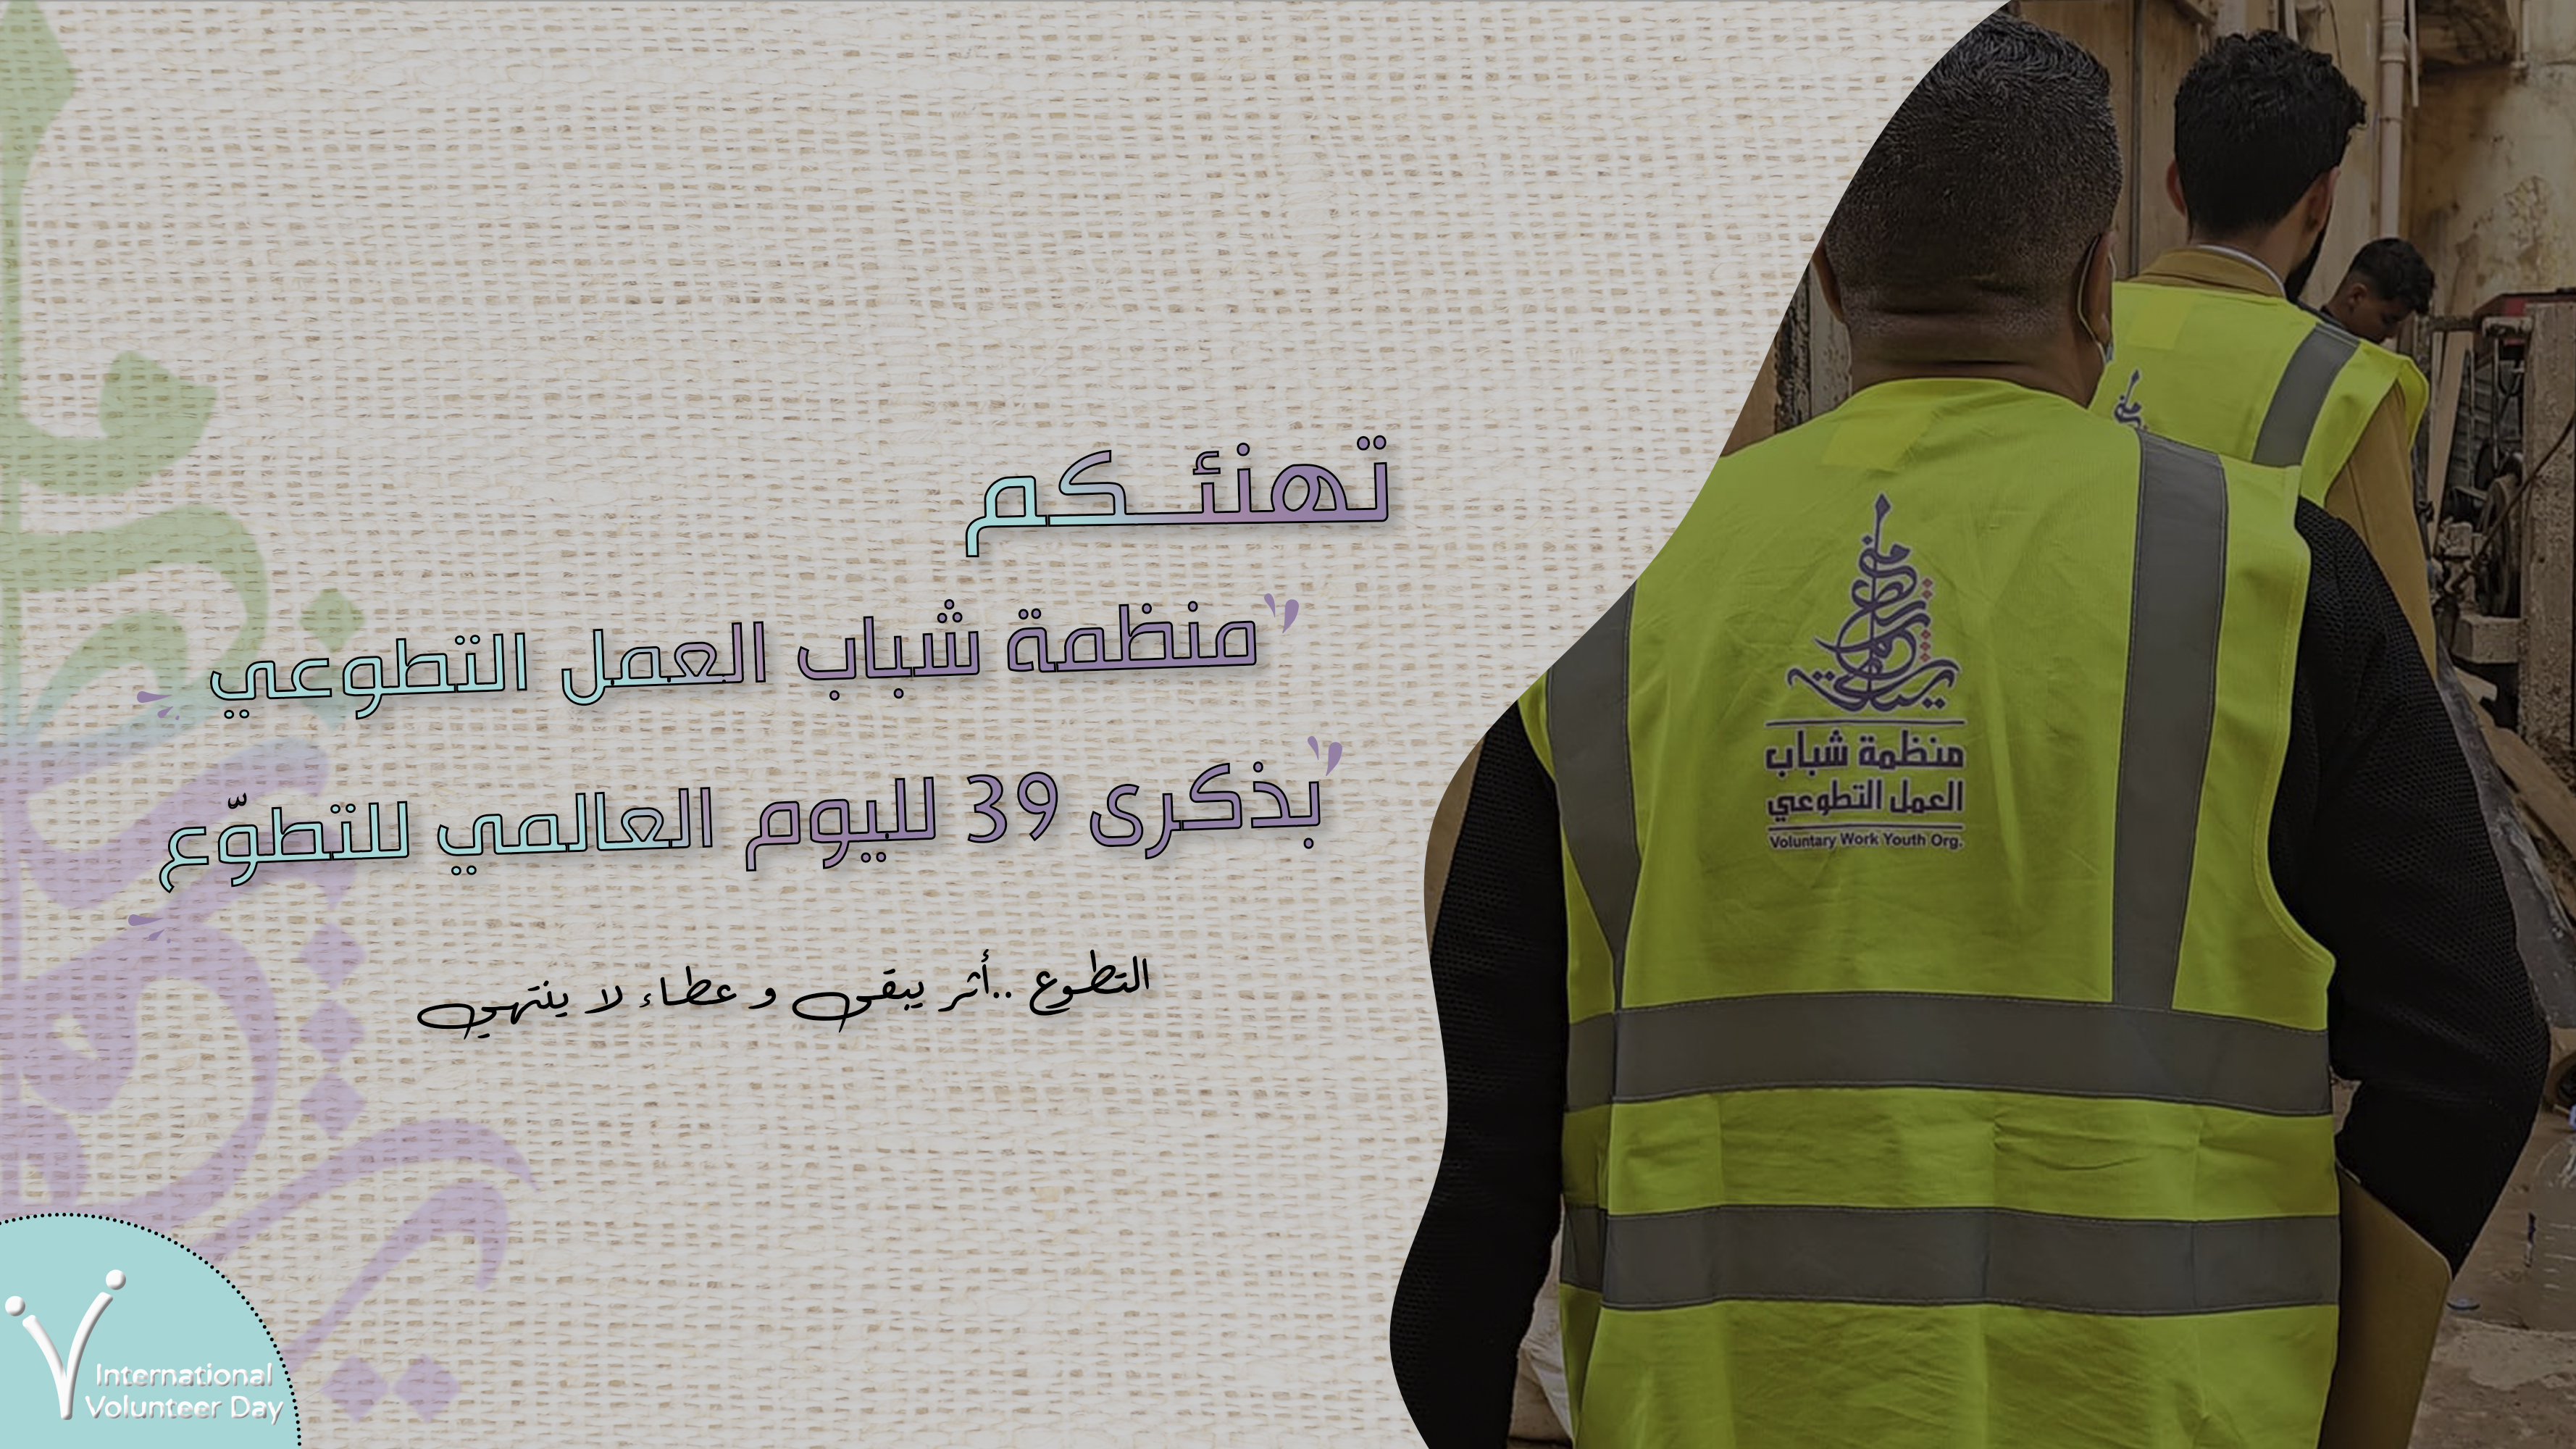 تهنئـــكم
"منظمة شباب العمل التطوعي"
"بذكرى 39 لليوم العالمي للتطوّع"
التطوع ..أثر يبقى و عطاء لا ينتهي
منظمة شباب
العمل التطوعي
Voluntary Work Youth Org.
International
Volunteer Day